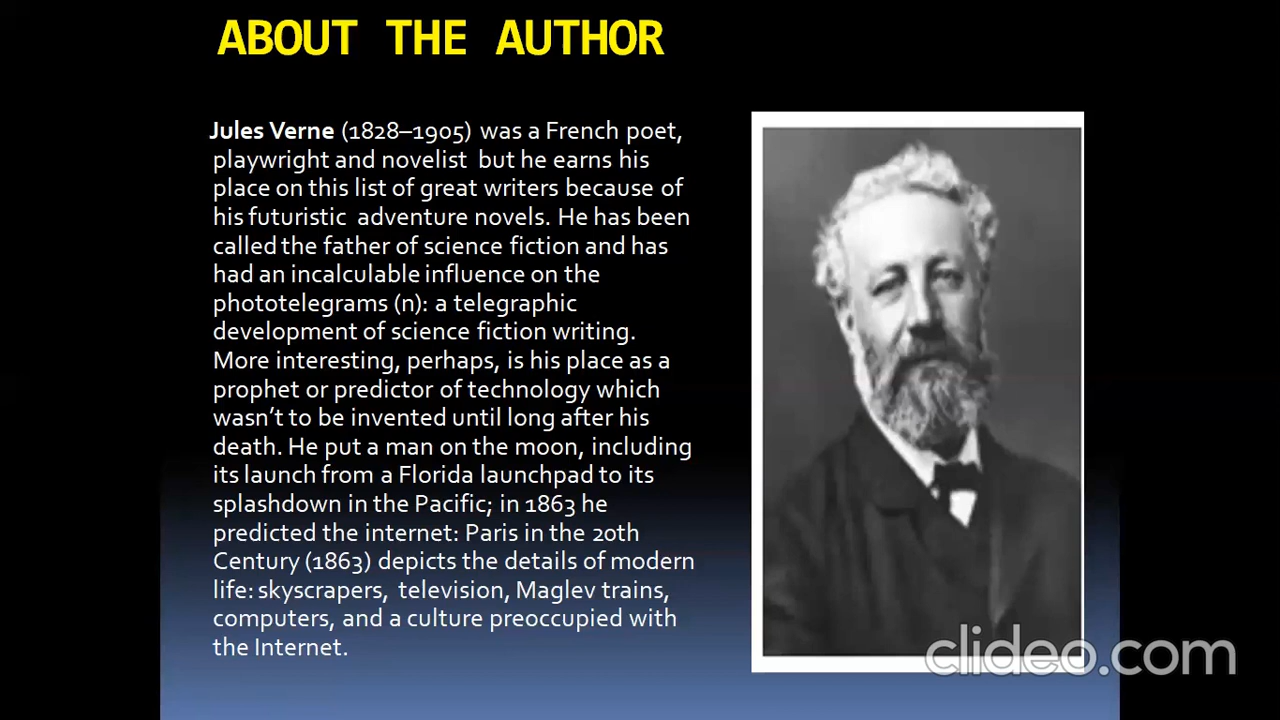 ABOUT THE AUTHOR
Jules Verne (1828–1905) was a French poet,
playwright and novelist but he earns his
place on this list of great writers because of
his futuristic adventure novels. He has been
called the father of science fiction and has
had an incalculable influence on the
phototelegrams (n): a telegraphic
development of science fiction writing.
More interesting, perhaps, is his place as a
prophet or predictor of technology which
wasn’t to be invented until long after his
death. He put a man on the moon, including
its launch from a Florida launchpad to its
splashdown in the Pacific; in 1863 he
predicted the internet: Paris in the 20th
Century (1863) depicts the details of modern
life: skyscrapers, television, Maglev trains,
computers, and a culture preoccupied with
the Internet.
clideo.com